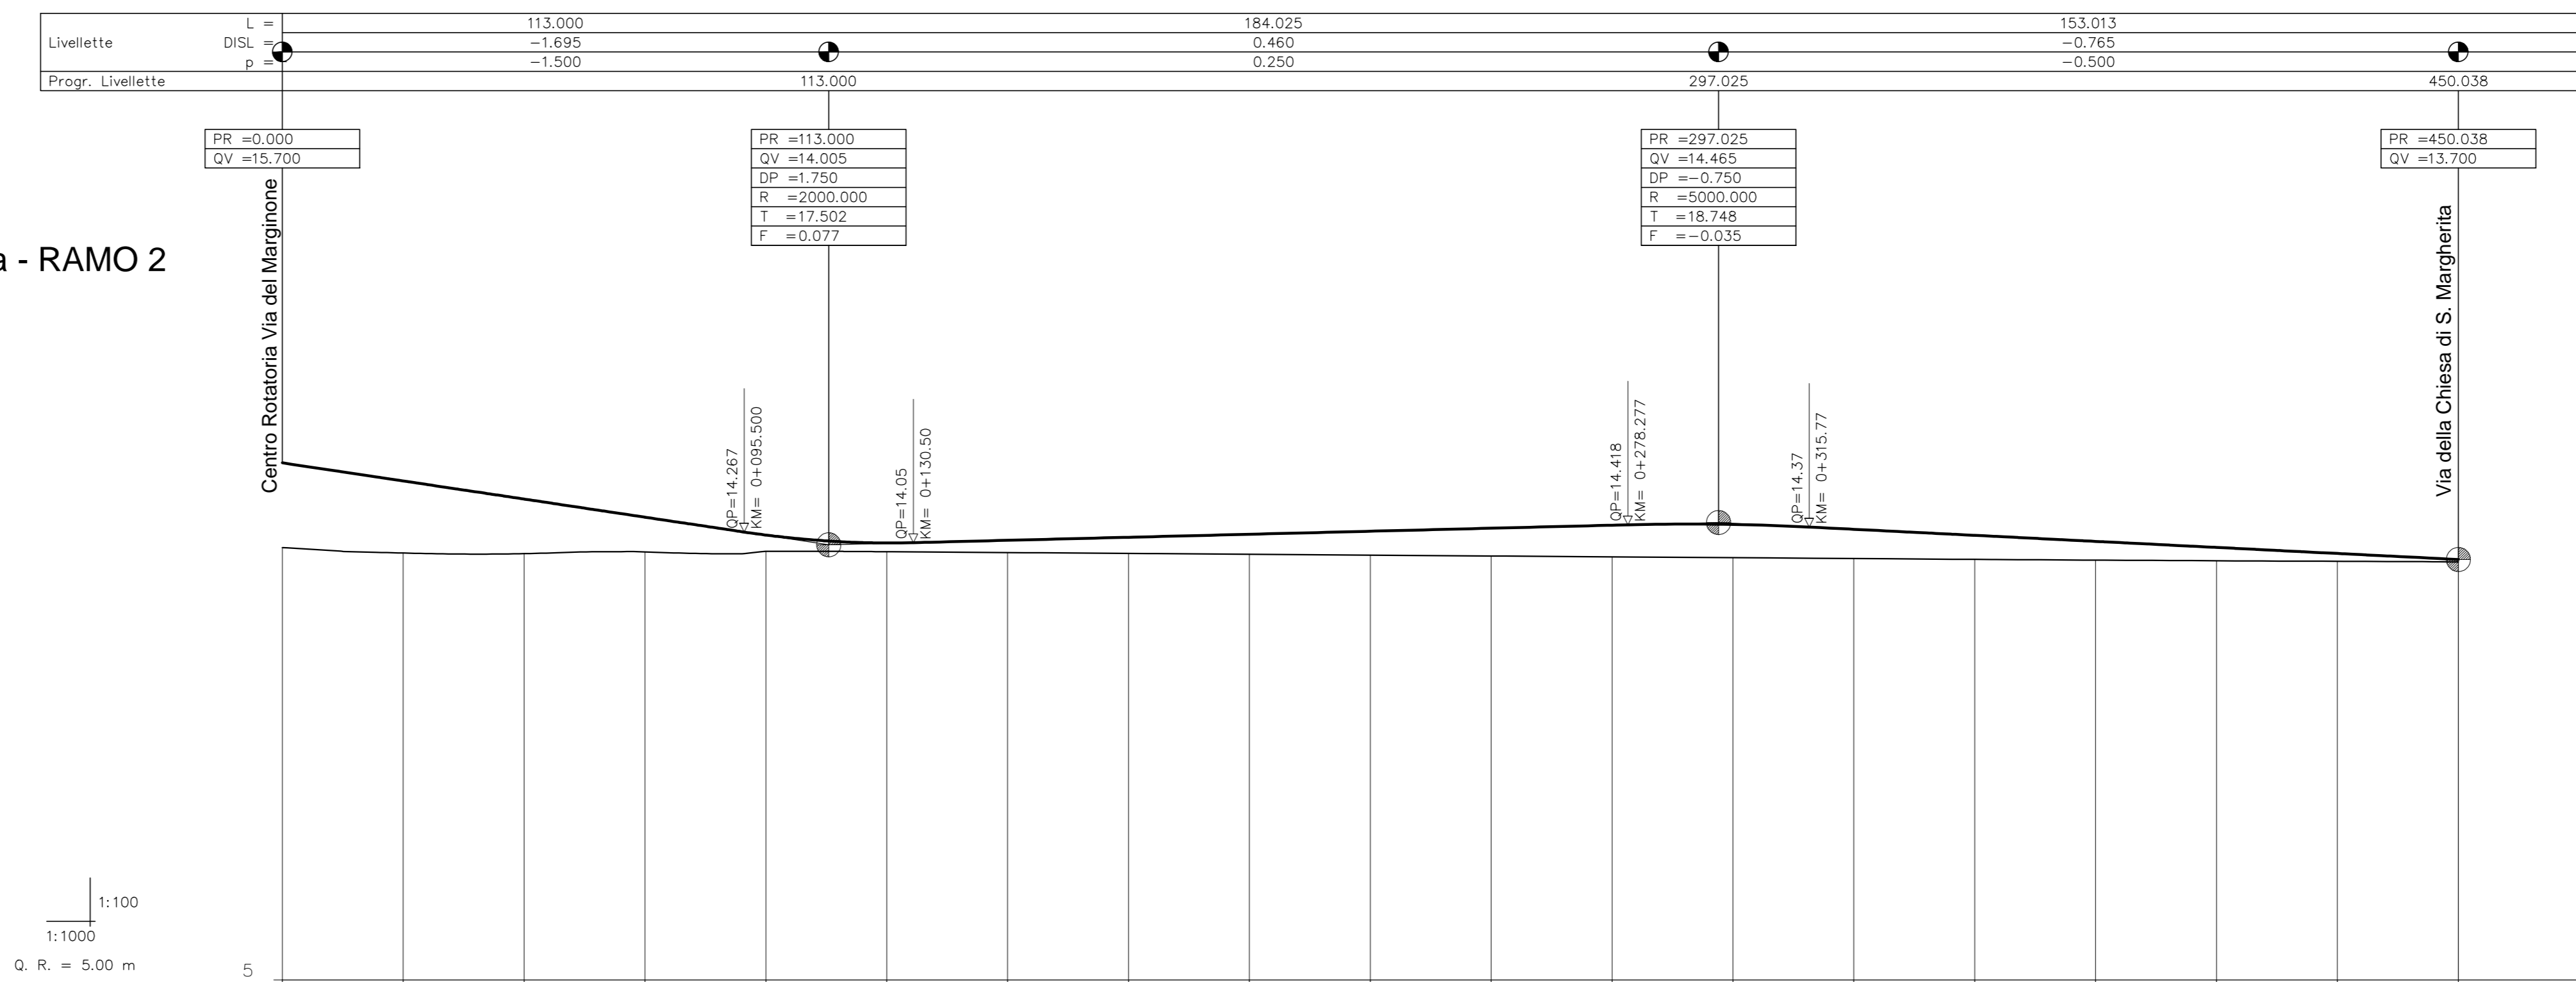 L = 113.000 184.025 153.013
Livellette DISL = −1.695 0.460 −0.765
p = −1.500 0.250 −0.500
Progr. Livellette 113.000 297.025 450.038
PR =0.000
QV =15.700
PR =113.000
QV =14.005
DP =1.750
R =2000.000
T =17.502
F =0.077
PR =297.025
QV =14.465
DP =−0.750
R =5000.000
T =18.748
F =−0.035
PR =450.038
QV =13.700
a - RAMO 2
Centro Rotatoria Via del Marginone
QP=14.267
KM= 0+095.500
QP=14.05
KM= 0+130.50
QP=14.418
KM= 0+278.277
QP=14.37
KM= 0+315.77
Via della Chiesa di S. Margherita
1:100
1:1000
Q. R. = 5.00 m
5